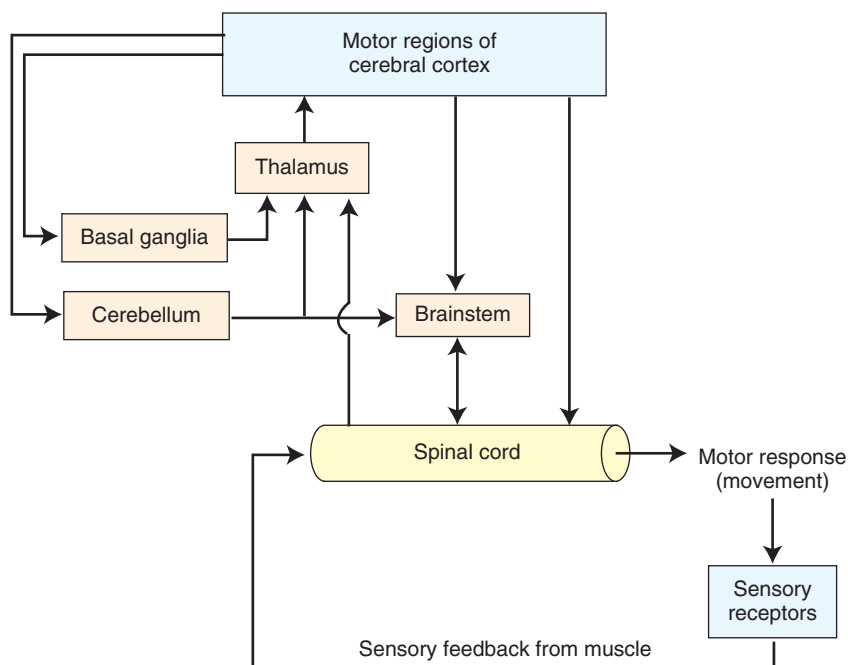 Motor regions of
cerebral cortex
Thalamus
Basal ganglia
Cerebellum
Brainstem
Spinal cord
Motor response
(movement)
Sensory
receptors
Sensory feedback from muscle